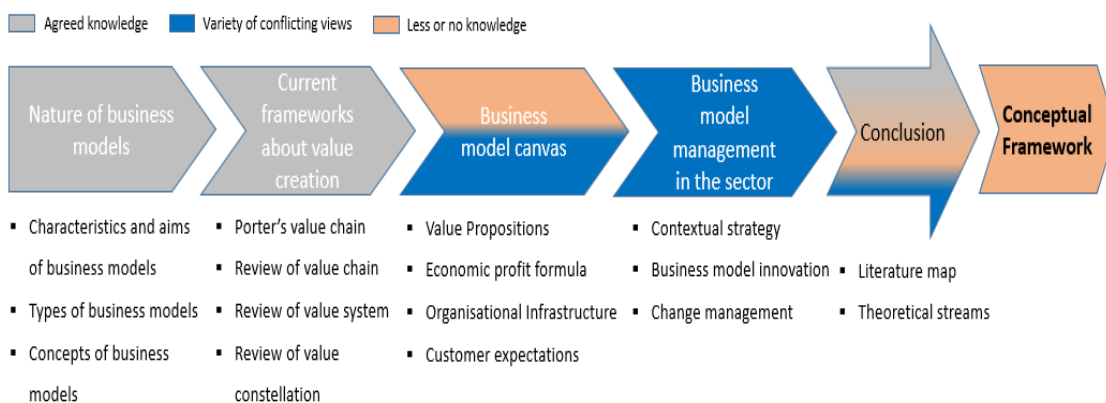 Agreed knowledge
Variety of conflicting views
Less or no knowledge
Nature of business
models
Current
frameworks
about value
creation
Business
model canvas
Business
model
management
in the sector
Conclusion
Conceptual
Framework
▪ Characteristics and aims
of business models
▪ Types of business models
▪ Concepts of business
models
▪ Porter's value chain
▪ Review of value chain
▪ Review of value system
▪ Review of value
constellation
▪ Value Propositions
▪ Economic profit formula
▪ Organisational Infrastructure
▪ Customer expectations
▪ Contextual strategy
▪ Business model innovation
▪ Change management
▪ Literature map
▪ Theoretical streams